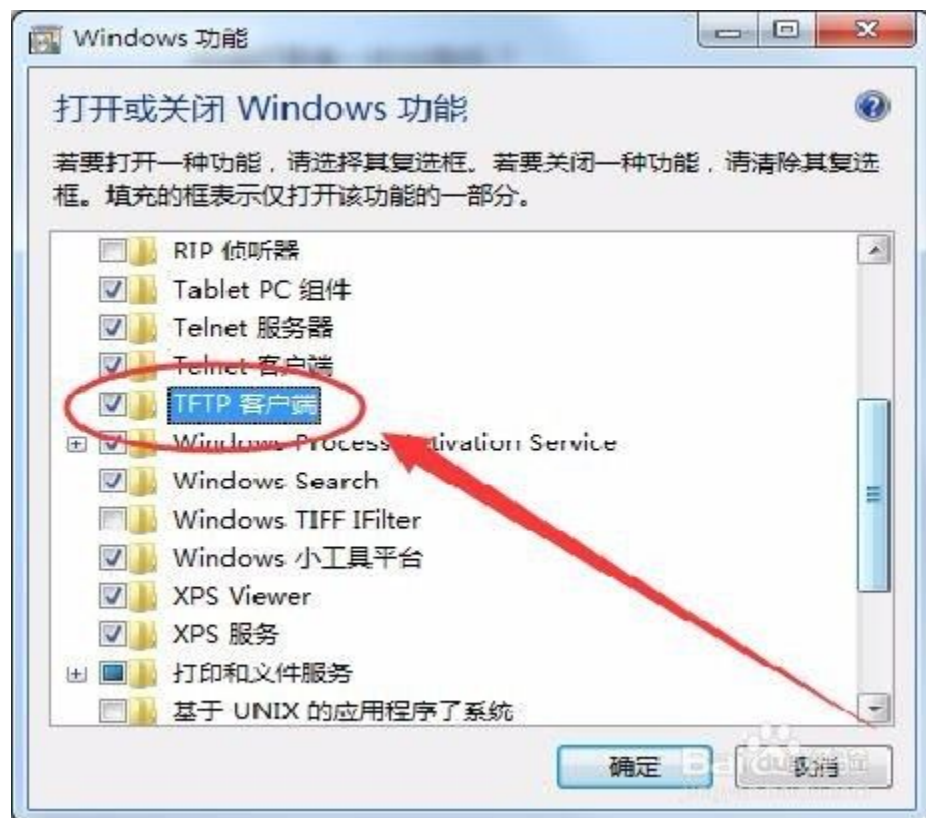 Windows 功能
打开或关闭 Windows 功能
若要打开一种功能，请选择其复选框。若要关闭一种功能，请清除其复选
框。填充的框表示仅打开该功能的一部分。
RIP 侦听器
Tablet PC 组件
Telnet 服务器
Telnet 客户端
TFTP 客户端
Windows Process Activation Service
Windows Search
Windows TIFF IFilter
Windows 小工具平台
XPS Viewer
XPS 服务
打印和文件服务
基于 UNIX 的应用程序子系统
确定
取消